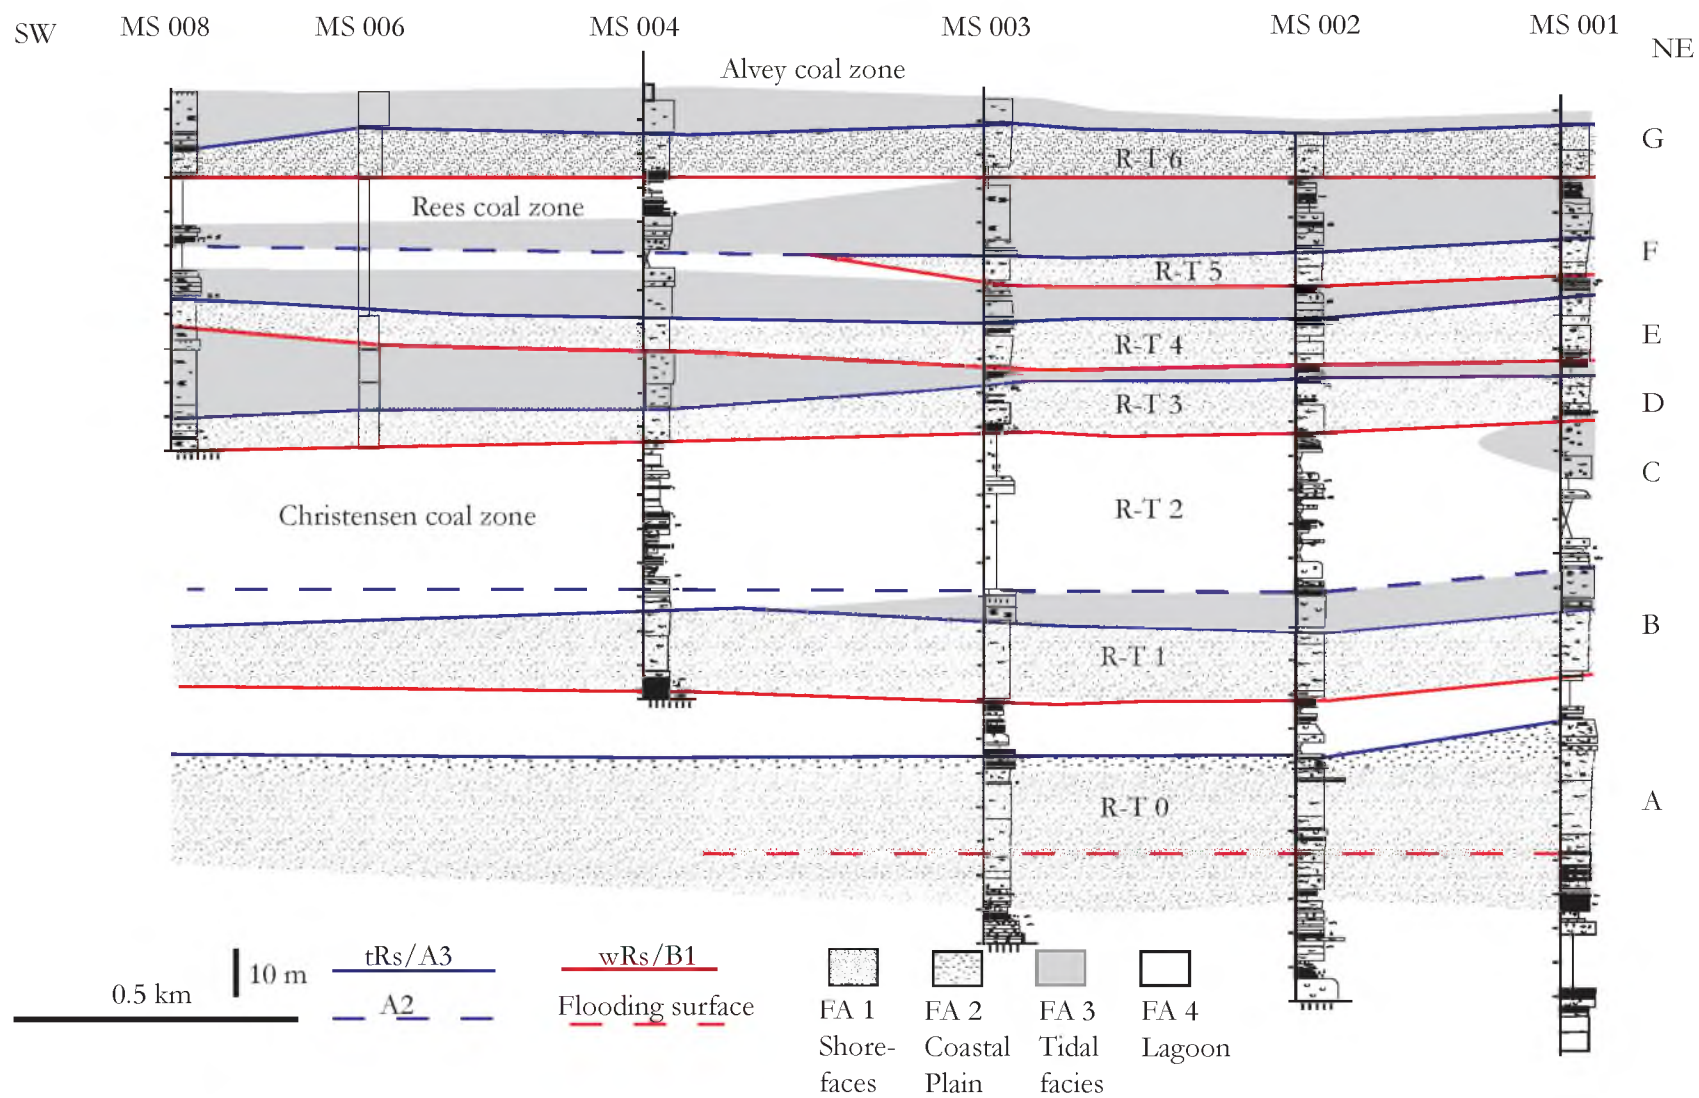 SW
MS 008
MS 006
MS 004
MS 003
MS 002
MS 001
NE
Alvey coal zone
G
R-T 6
Rees coal zone
F
R-T 5
E
R-T 4
D
R-T 3
C
Christensen coal zone
R-T 2
B
R-T 1
A
R-T 0
0.5 km
10 m
tRs/A3
A2
wRs/B1
Flooding surface
FA 1
Shore-
faces
FA 2
Coastal
Plain
FA 3
Tidal
facies
FA 4
Lagoon